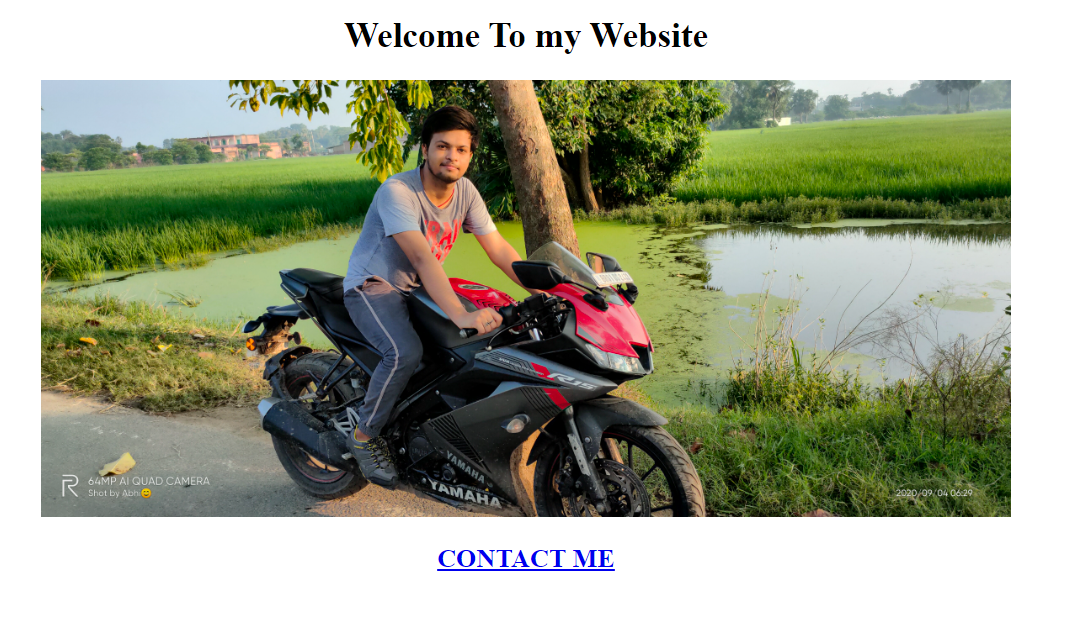 Welcome To my Website
R15
YAMAHA
YAMAHA
64MP AI QUAD CAMERA
Shot by Abhi😊
2020/09/04 06:29
CONTACT ME